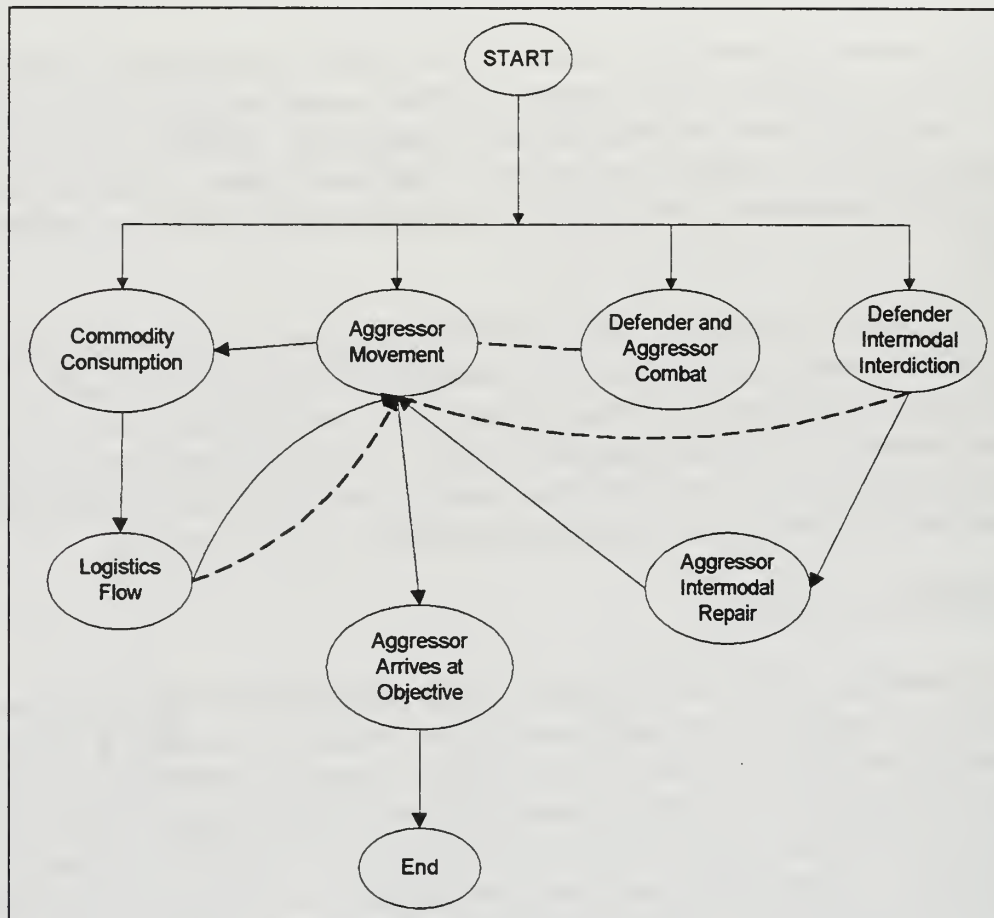 START
Commodity
Consumption
Aggressor
Movement
Defender and
Aggressor
Combat
Defender
Intermodal
Interdiction
Logistics
Flow
Aggressor
Intermodal
Repair
Aggressor
Arrives at
Objective
End